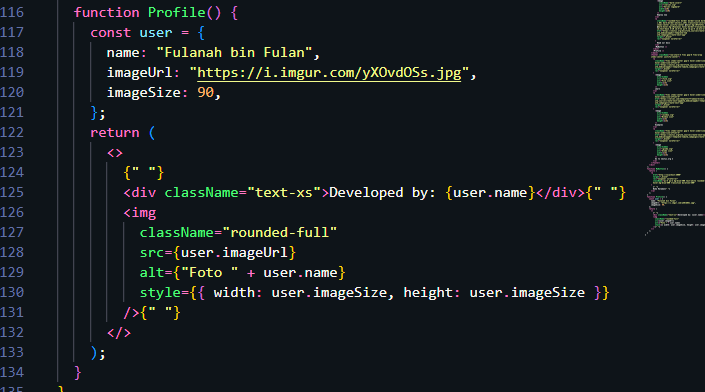 116 function Profile() {
117 const user = {
118 name: "Fulanah bin Fulan",
119 imageUrl: "https://i.imgur.com/yXOvdOSs.jpg",
120 imageSize: 90,
121 };
122 return (
123 <>
124 {" "}
125 <div className="text-xs">Developed by: {user.name}</div>{" "}
126 <img
127 className="rounded-full"
128 src={user.imageUrl}
129 alt={"Foto " + user.name}
130 style={{ width: user.imageSize, height: user.imageSize }}
131 />{" "}
132 </>
133 );
134 }
135 }